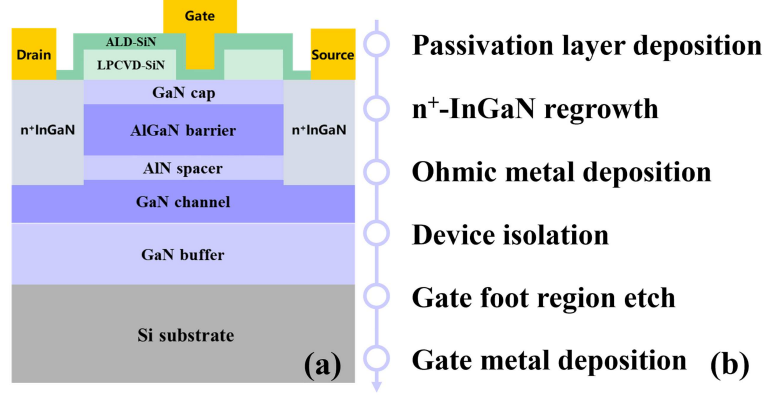 Gate
Drain
ALD-SiN
Source
LPCVD-SiN
GaN cap
n⁺InGaN
AlGaN barrier
n⁺InGaN
AlN spacer
GaN channel
GaN buffer
Si substrate
(a)
Passivation layer deposition
n⁺-InGaN regrowth
Ohmic metal deposition
Device isolation
Gate foot region etch
Gate metal deposition
(b)